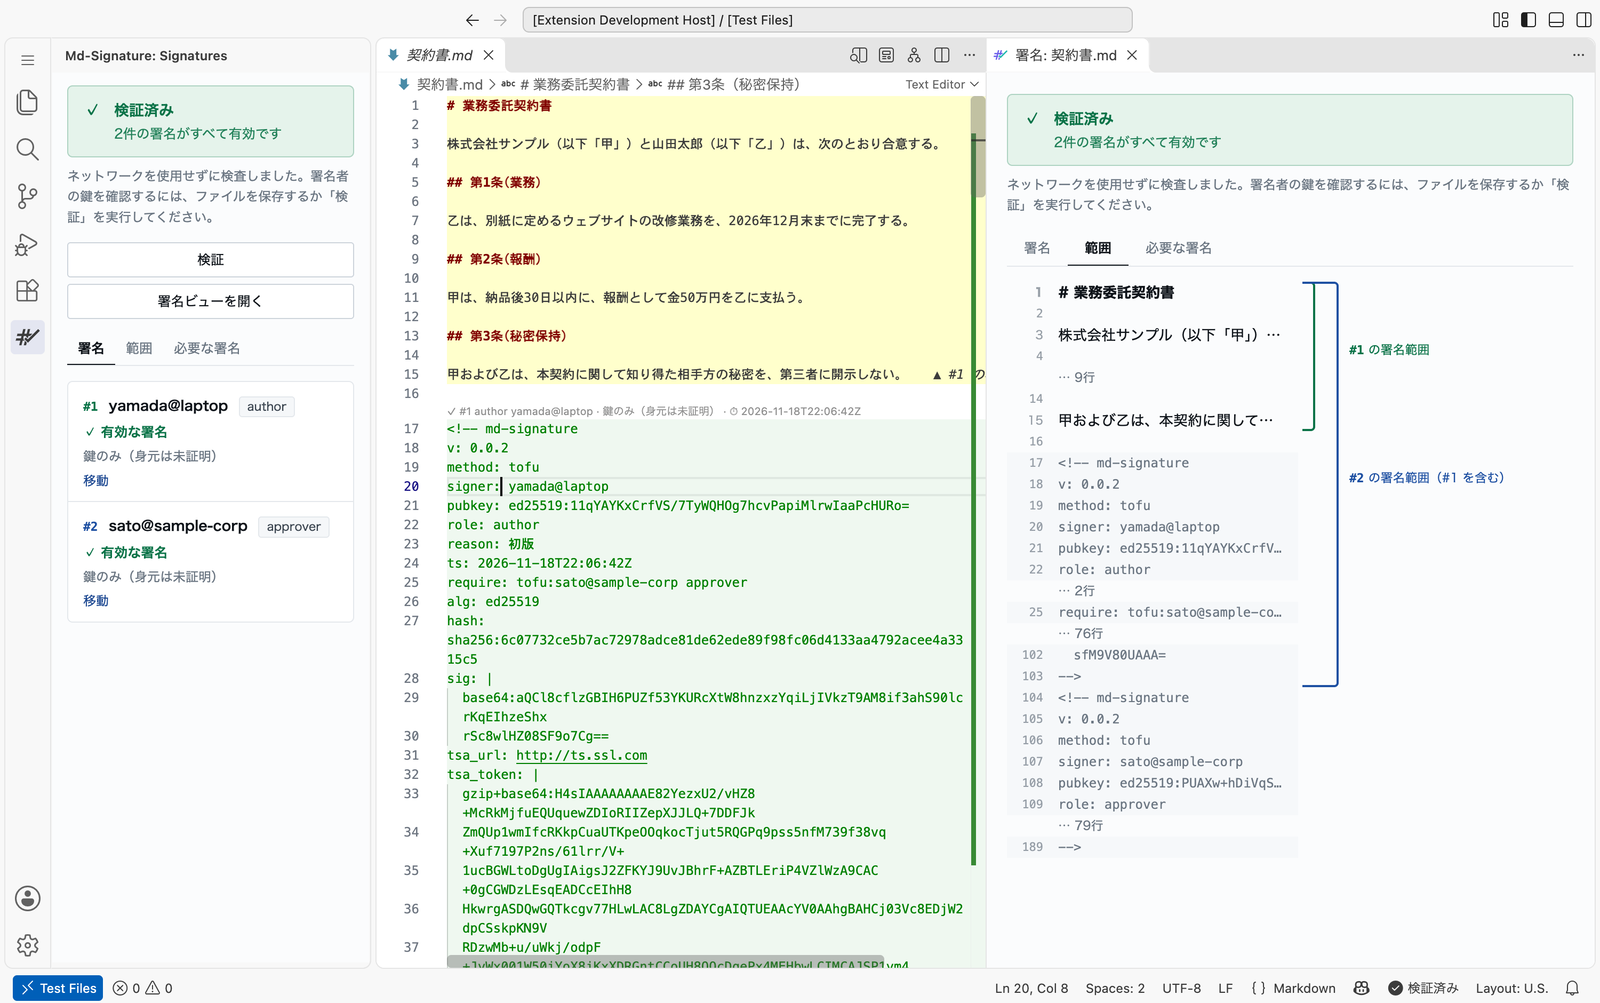 [Extension Development Host] / [Test Files]
Md-Signature: Signatures
検証済み
2件の署名がすべて有効です
ネットワークを使用せずに検査しました。署名者
の鍵を確認するには、ファイルを保存するか「検
証」を実行してください。
検証
署名ビューを開く
署名 範囲 必要な署名
#1 yamada@laptop author
✓ 有効な署名
鍵のみ（身元は未証明）
移動
#2 sato@sample-corp approver
✓ 有効な署名
鍵のみ（身元は未証明）
移動
Test Files 0 0
契約書.md
契約書.md > abc # 業務委託契約書 > abc ## 第3条（秘密保持） Text Editor
1 # 業務委託契約書
2
3 株式会社サンプル（以下「甲」）と山田太郎（以下「乙」）は、次のとおり合意する。
4
5 ## 第1条(業務)
6
7 乙は、別紙に定めるウェブサイトの改修業務を、2026年12月末までに完了する。
8
9 ## 第2条(報酬)
10
11 甲は、納品後30日以内に、報酬として金50万円を乙に支払う。
12
13 ## 第3条(秘密保持)
14
15 甲および乙は、本契約に関して知り得た相手方の秘密を、第三者に開示しない。 ▲ #1 の
16
✓ #1 author yamada@laptop · 鍵のみ（身元は未証明） · ⏱ 2026-11-18T22:06:42Z
17 <!-- md-signature
18 v: 0.0.2
19 method: tofu
20 signer: yamada@laptop
21 pubkey: ed25519:11qYAYKxCrfVS/7TyWQHOg7hcvPapiMlrwIaaPcHURo=
22 role: author
23 reason: 初版
24 ts: 2026-11-18T22:06:42Z
25 require: tofu:sato@sample-corp approver
26 alg: ed25519
27 hash:
sha256:6c07732ce5b7ac72978adce81de62ede89f98fc06d4133aa4792acee4a33
15c5
28 sig: |
29 base64:aQCl8cflzGBIH6PUZf53YKURcXtW8hnzxzYqiLjIVkzT9AM8if3ahS90lc
rKqEIhzeShx
30 rSc8wlHZ08SF9o7Cg==
31 tsa_url: http://ts.ssl.com
32 tsa_token: |
33 gzip+base64:H4sIAAAAAAAAE82YezxU2/vHZ8
+McRkMjfuEQUquewZDIoRIIZepXJJLQ+7DDFJk
34 ZmQUp1wmIfcRKkpCuaUTKpeOOqkocTjut5RQGPq9pss5nfM739f38vq
+Xuf7197P2ns/61lrr/V+
35 1ucBGWLtoDgUgIAigsJ2ZFKYJ9UvJBhrF+AZBTLEriP4VZlWzA9CAC
+0gCGWDzLEsqEADCcEIhH8
36 HkwrgASDQwGQTkcgv77HLwLAC8LgZDAYCgAIQTUEAAcYV0AAhgBAHCj03Vc8EDjW2
dpCSskpKN9V
37 RDzwMb+u/uWkj/odpF
Ln 20, Col 8 Spaces: 2 UTF-8 LF { } Markdown 検証済み Layout: U.S.
署名: 契約書.md
検証済み
2件の署名がすべて有効です
ネットワークを使用せずに検査しました。署名者の鍵を確認するには、ファイルを保存するか「検
証」を実行してください。
署名 範囲 必要な署名
1 # 業務委託契約書
2
3 株式会社サンプル（以下「甲」）…
4
… 9行
14
15 甲および乙は、本契約に関して…
16
17 <!-- md-signature
18 v: 0.0.2
19 method: tofu
20 signer: yamada@laptop
21 pubkey: ed25519:11qYAYKxCrfV…
22 role: author
… 2行
25 require: tofu:sato@sample-co…
… 76行
102 sfM9V80UAAA=
103 -->
104 <!-- md-signature
105 v: 0.0.2
106 method: tofu
107 signer: sato@sample-corp
108 pubkey: ed25519:PUAXw+hDiVqS…
109 role: approver
… 79行
189 -->
#1 の署名範囲
#2 の署名範囲（#1 を含む）